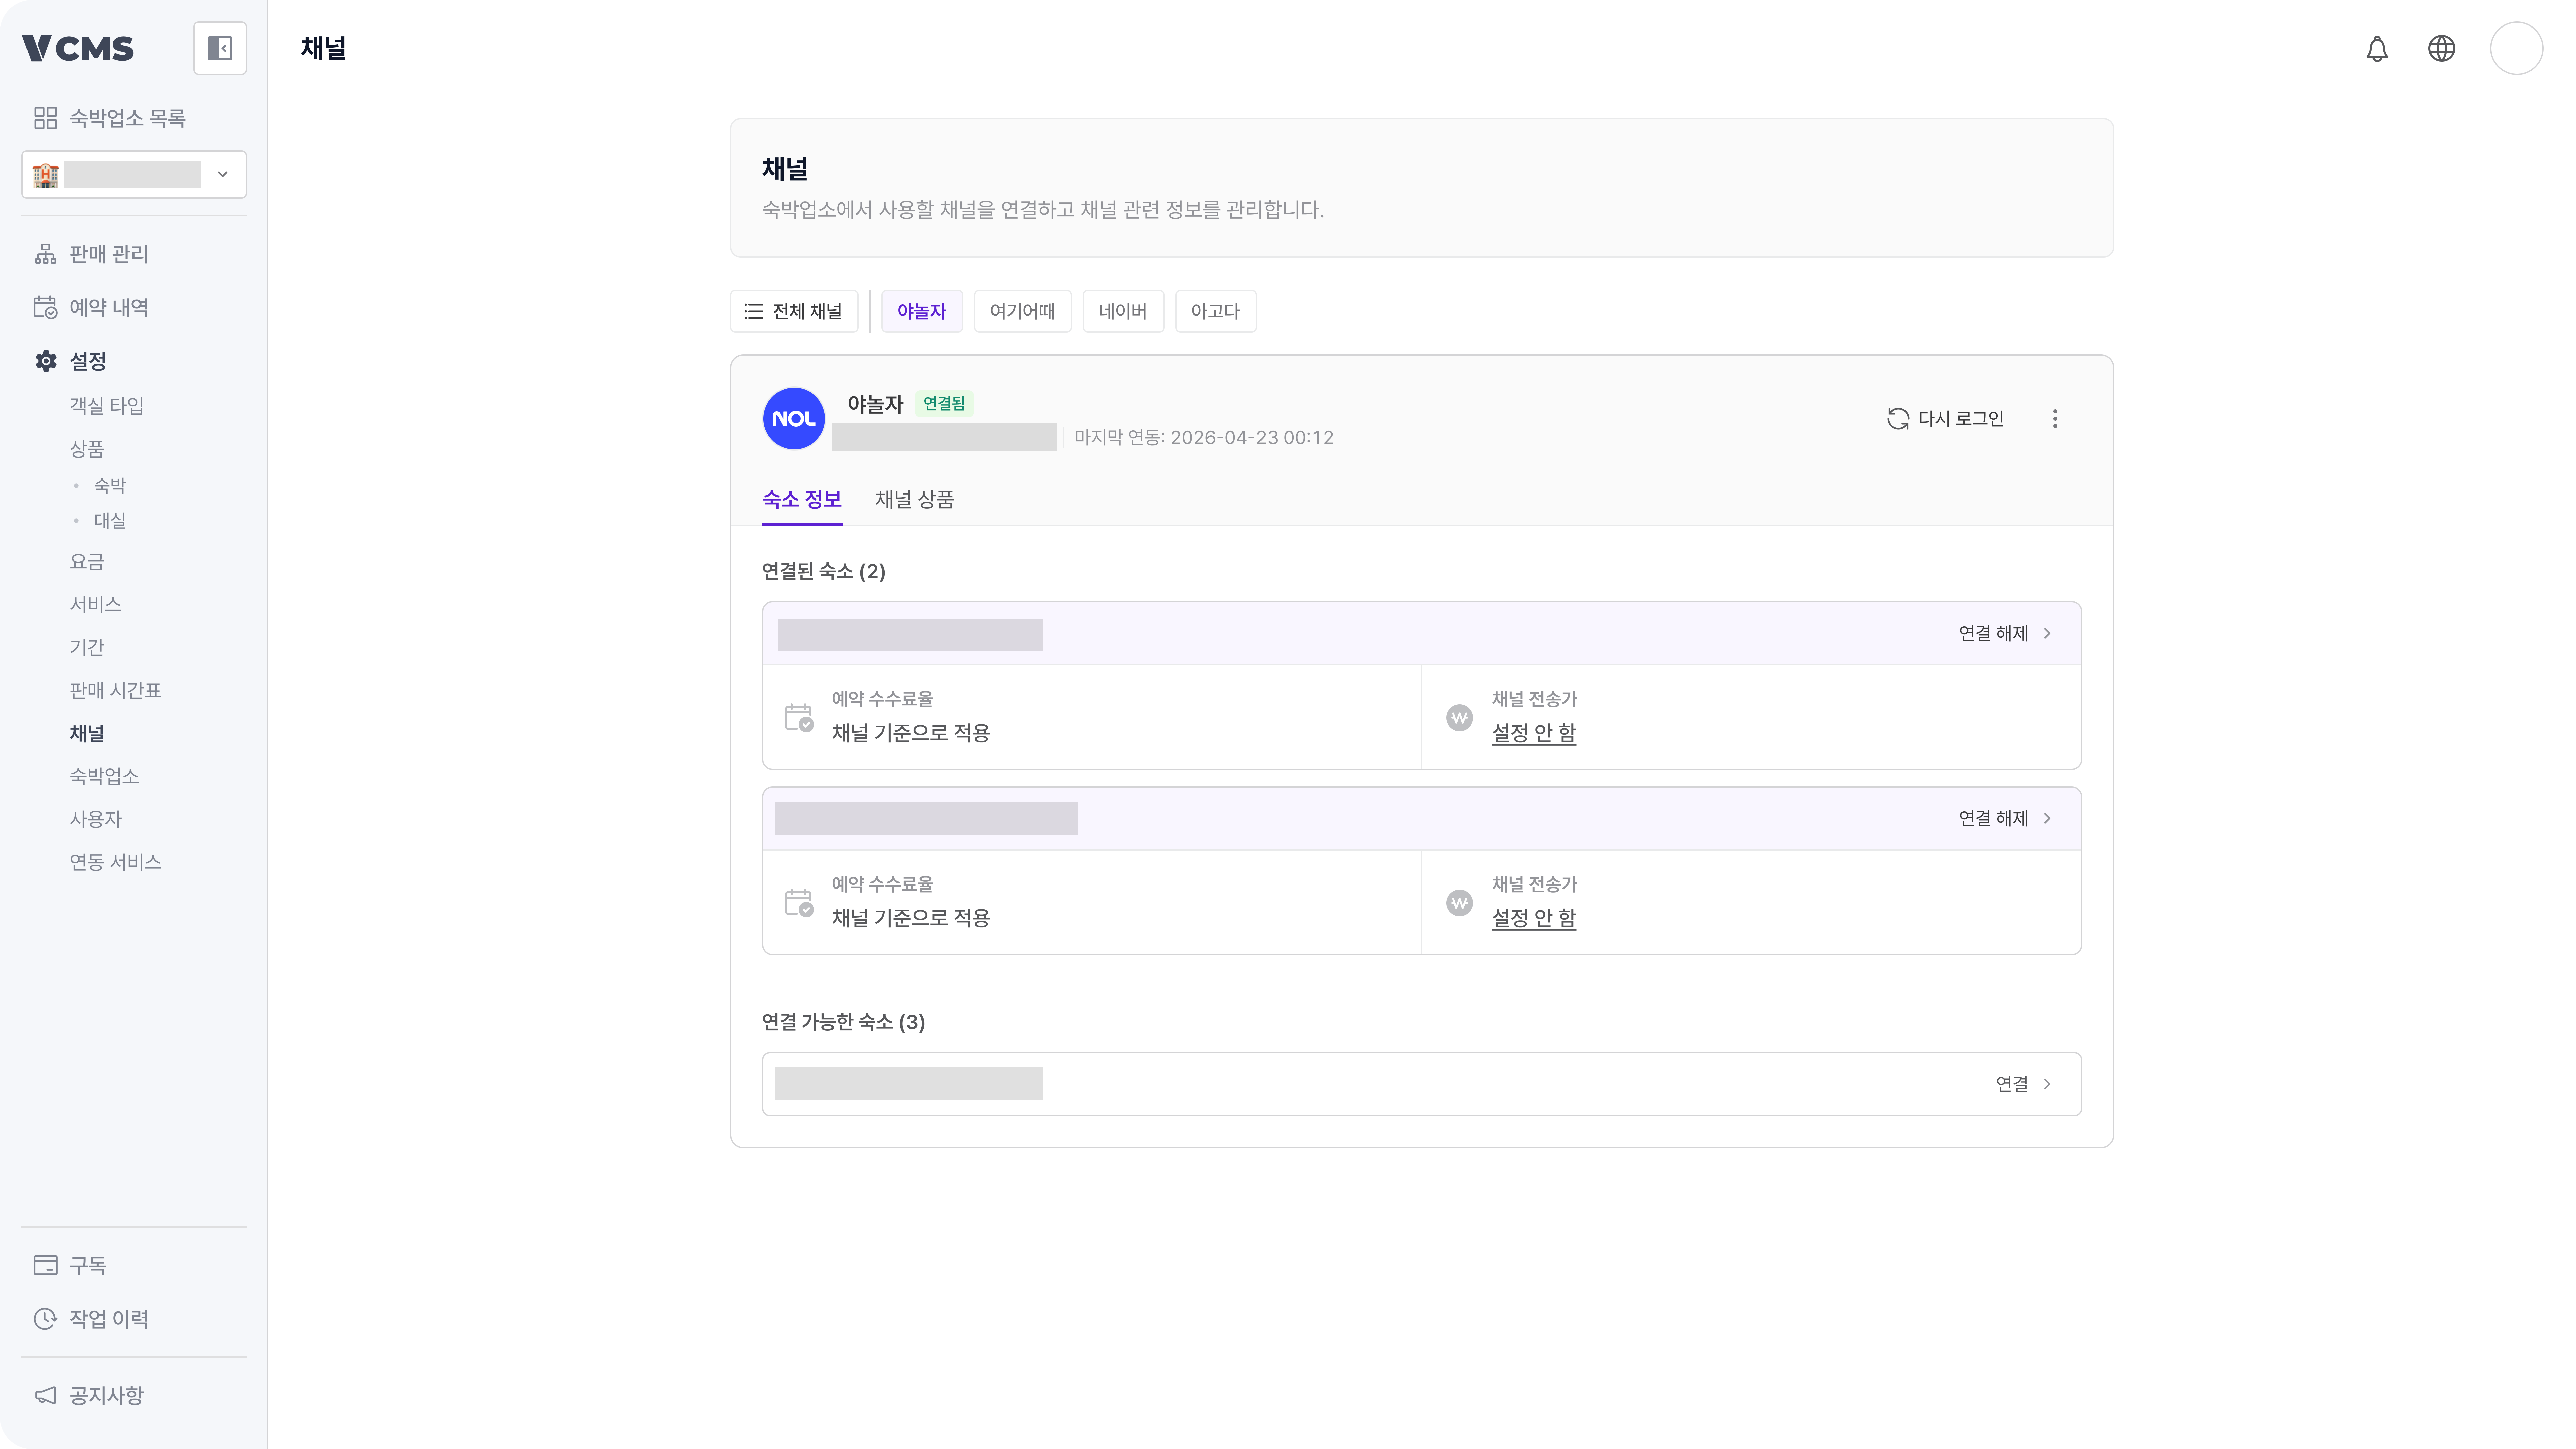 VCMS
채널
숙박업소 목록
판매 관리
예약 내역
설정
객실 타입
상품
숙박
대실
요금
서비스
기간
판매 시간표
채널
숙박업소
사용자
연동 서비스
구독
작업 이력
공지사항
채널
숙박업소에서 사용할 채널을 연결하고 채널 관련 정보를 관리합니다.
전체 채널 야놀자 여기어때 네이버 아고다
NOL
야놀자 연결됨
마지막 연동: 2026-04-23 00:12
다시 로그인
숙소 정보 채널 상품
연결된 숙소 (2)
연결 해제
예약 수수료율
채널 기준으로 적용
채널 전송가
설정 안 함
연결 해제
예약 수수료율
채널 기준으로 적용
채널 전송가
설정 안 함
연결 가능한 숙소 (3)
연결